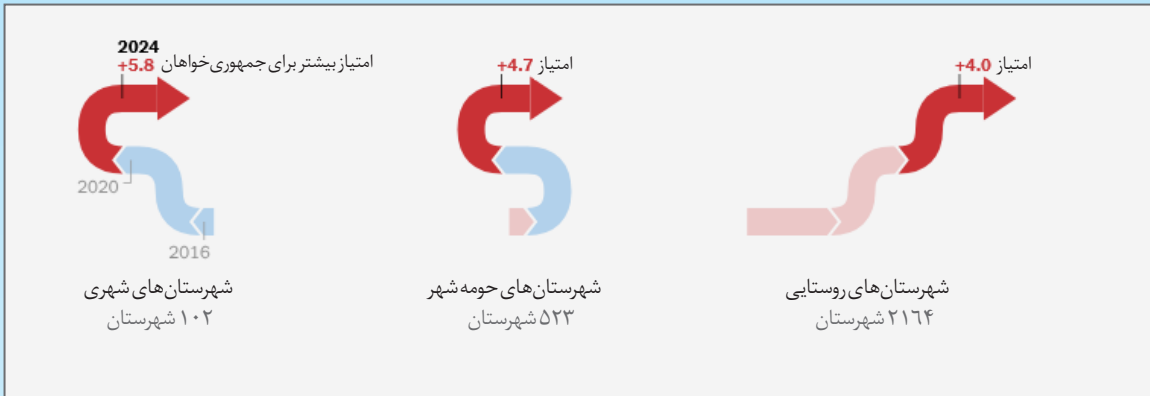 2024
+5.8 امتیاز بیشتر برای جمهوری‌خواهان
2020
2016
شهرستان‌های شهری
۱۰۲ شهرستان
+4.7 امتیاز
شهرستان‌های حومه شهر
۵۲۳ شهرستان
+4.0 امتیاز
شهرستان‌های روستایی
۲۱٦۴ شهرستان